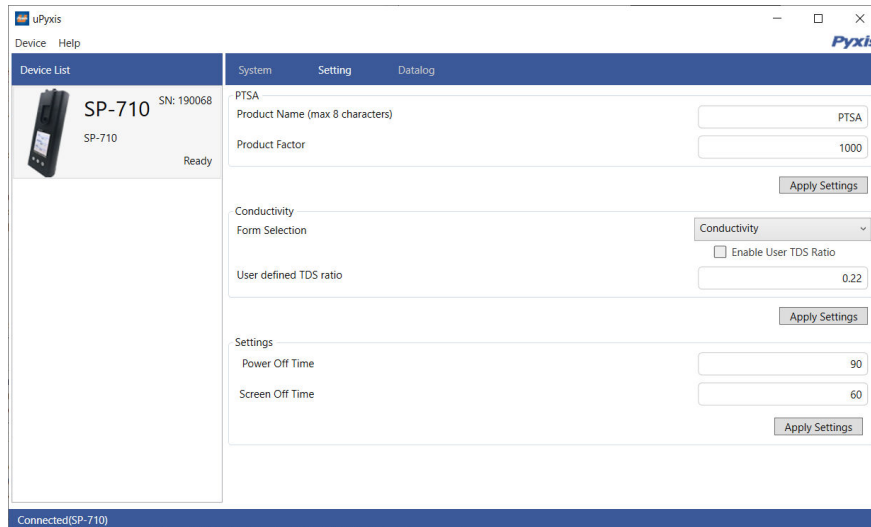 uPyxis
Device Help
Pyxis
Device List
System Setting Datalog
SP-710 SN: 190068
SP-710
Ready
PTSA
Product Name (max 8 characters) PTSA
Product Factor 1000
Apply Settings
Conductivity
Form Selection Conductivity
Enable User TDS Ratio
User defined TDS ratio 0.22
Apply Settings
Settings
Power Off Time 90
Screen Off Time 60
Apply Settings
Connected(SP-710)